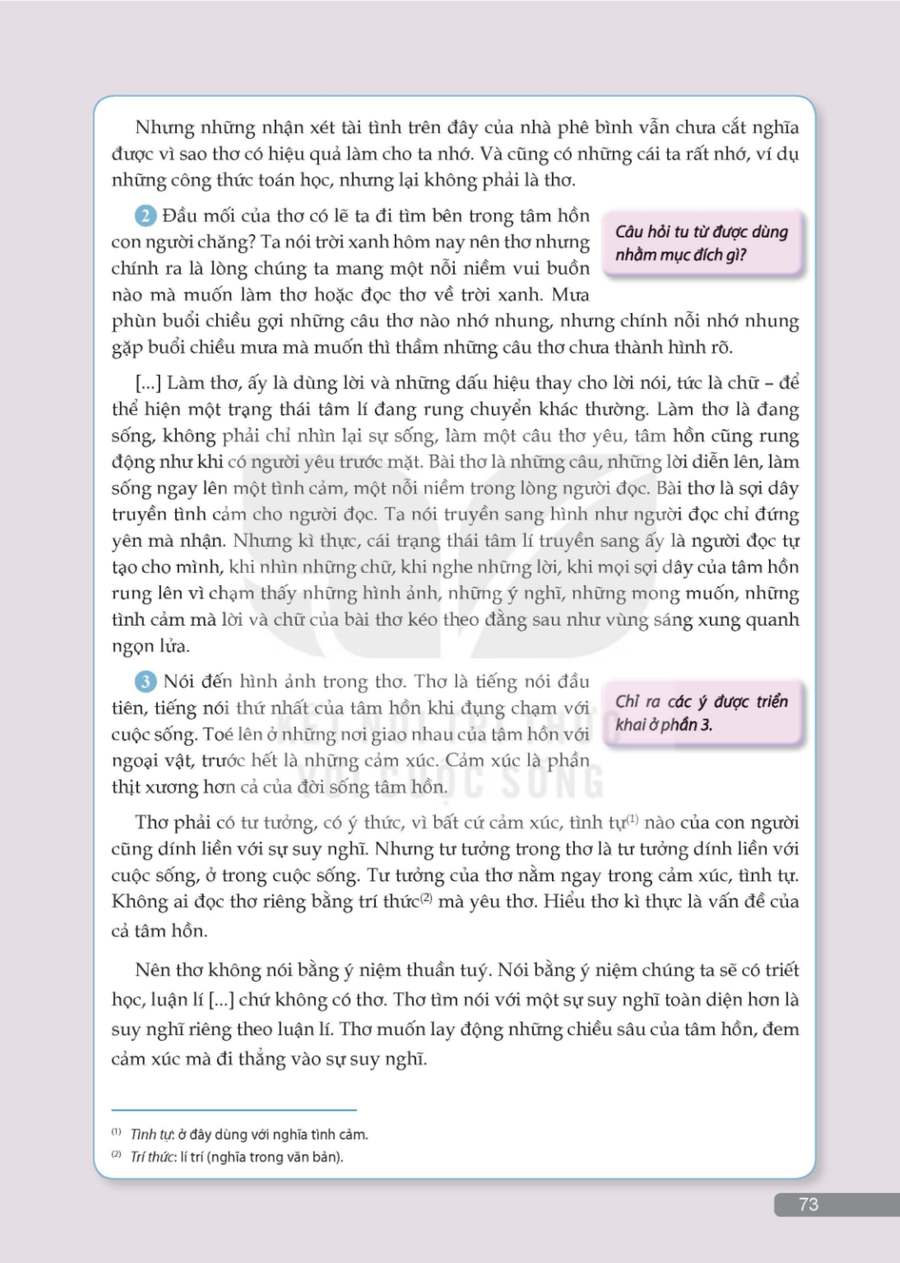 Nhưng những nhận xét tài tình trên đây của nhà phê bình vẫn chưa cắt nghĩa
được vì sao thơ có hiệu quả làm cho ta nhớ. Và cũng có những cái ta rất nhớ, ví dụ
những công thức toán học, nhưng lại không phải là thơ.
2 Đầu mối của thơ có lẽ ta đi tìm bên trong tâm hồn
con người chăng? Ta nói trời xanh hôm nay nên thơ nhưng
chính ra là lòng chúng ta mang một nỗi niềm vui buồn
nào mà muốn làm thơ hoặc đọc thơ về trời xanh. Mưa
phùn buổi chiều gợi những câu thơ nào nhớ nhung, nhưng chính nỗi nhớ nhung
gặp buổi chiều mưa mà muốn thì thầm những câu thơ chưa thành hình rõ.
Câu hỏi tu từ được dùng
nhằm mục đích gì?
[...] Làm thơ, ấy là dùng lời và những dấu hiệu thay cho lời nói, tức là chữ – để
thể hiện một trạng thái tâm lí đang rung chuyển khác thường. Làm thơ là đang
sống, không phải chỉ nhìn lại sự sống, làm một câu thơ yêu, tâm hồn cũng rung
động như khi có người yêu trước mặt. Bài thơ là những câu, những lời diễn lên, làm
sống ngay lên một tình cảm, một nỗi niềm trong lòng người đọc. Bài thơ là sợi dây
truyền tình cảm cho người đọc. Ta nói truyền sang hình như người đọc chỉ đứng
yên mà nhận. Nhưng kì thực, cái trạng thái tâm lí truyền sang ấy là người đọc tự
tạo cho mình, khi nhìn những chữ, khi nghe những lời, khi mọi sợi dây của tâm hồn
rung lên vì chạm thấy những hình ảnh, những ý nghĩ, những mong muốn, những
tình cảm mà lời và chữ của bài thơ kéo theo đằng sau như vùng sáng xung quanh
ngọn lửa.
3 Nói đến hình ảnh trong thơ. Thơ là tiếng nói đầu
tiên, tiếng nói thứ nhất của tâm hồn khi đụng chạm với
cuộc sống. Toé lên ở những nơi giao nhau của tâm hồn với
ngoại vật, trước hết là những cảm xúc. Cảm xúc là phần
thịt xương hơn cả của đời sống tâm hồn.
Chỉ ra các ý được triển
khai ở phần 3.
KẾT NỐI TRI THỨC
VỚI CUỘC SỐNG
Thơ phải có tư tưởng, có ý thức, vì bất cứ cảm xúc, tình tự(1) nào của con người
cũng dính liền với sự suy nghĩ. Nhưng tư tưởng trong thơ là tư tưởng dính liền với
cuộc sống, ở trong cuộc sống. Tư tưởng của thơ nằm ngay trong cảm xúc, tình tự.
Không ai đọc thơ riêng bằng trí thức(2) mà yêu thơ. Hiểu thơ kì thực là vấn đề của
cả tâm hồn.
Nên thơ không nói bằng ý niệm thuần tuý. Nói bằng ý niệm chúng ta sẽ có triết
học, luận lí [...] chứ không có thơ. Thơ tìm nói với một sự suy nghĩ toàn diện hơn là
suy nghĩ riêng theo luận lí. Thơ muốn lay động những chiều sâu của tâm hồn, đem
cảm xúc mà đi thẳng vào sự suy nghĩ.
(1) Tình tự: ở đây dùng với nghĩa tình cảm.
(2) Trí thức: lí trí (nghĩa trong văn bản).
73